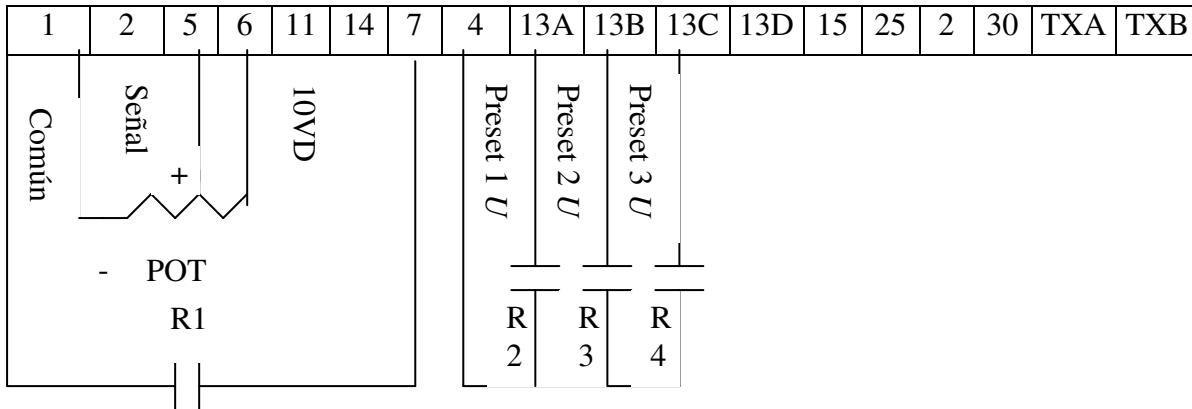 1 2 5 6 11 14 7 4 13A 13B 13C 13D 15 25 2 30 TXA TXB
Común
Señal
10VD
Preset 1 U
Preset 2 U
Preset 3 U
+
- POT
R1
R
2
R
3
R
4